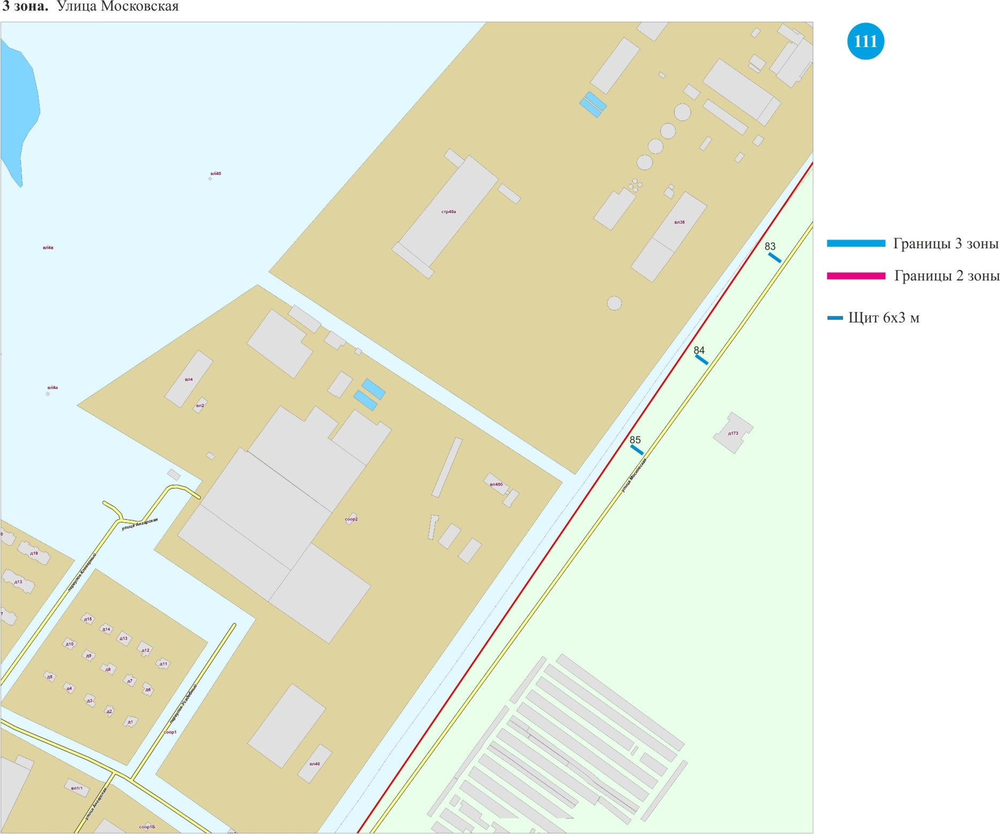 3 зона. Улица Московская
111
вл4б
стр40а
вл38
вл4в
83
Границы 3 зоны
Границы 2 зоны
Щит 6х3 м
84
вл4
вл4а
вл2
д173
85
улица Московская
вл40б
соор2
улица Ангарская
0
д19
переулок Клеверный
д13
7
д15
д14
д13
д12
д11
д10
д9
д8
д7
д6
д5
д4
д3
д2
д1
переулок Усадебный
соор1
вл40
вл1/1
улица Ангарская
соор1Б